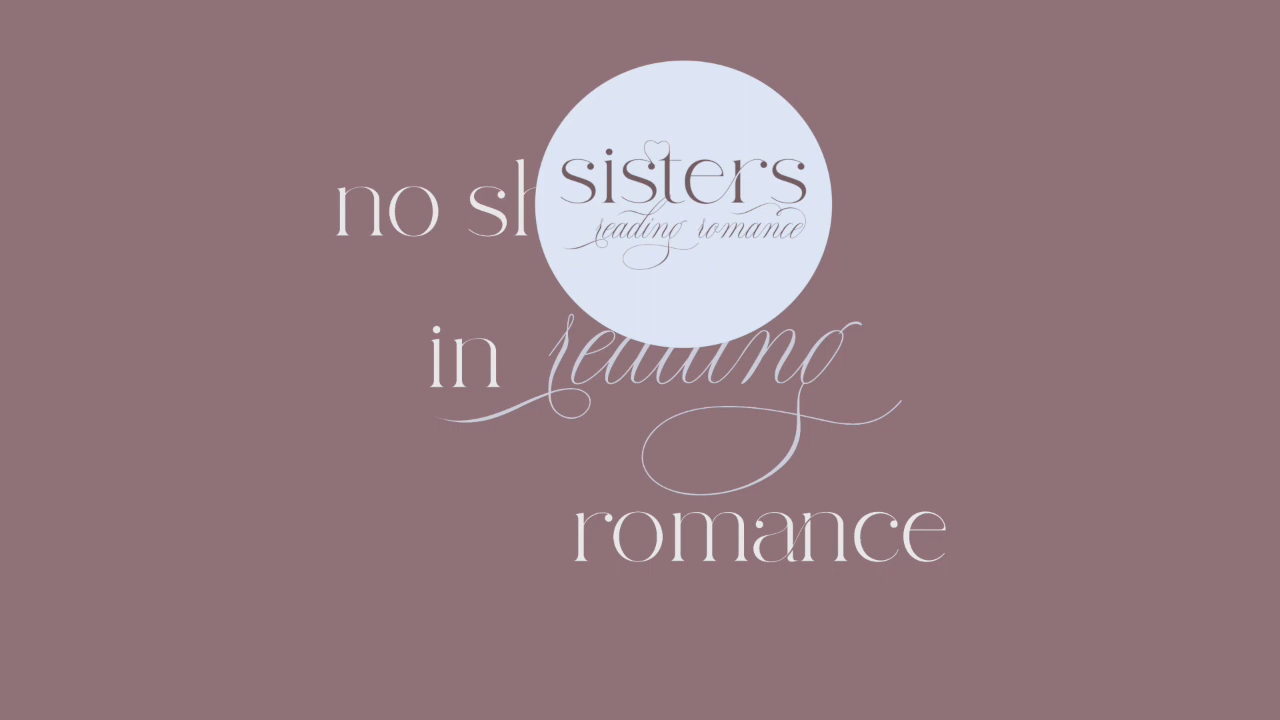 no sh
sisters
reading romance
in reading
romance